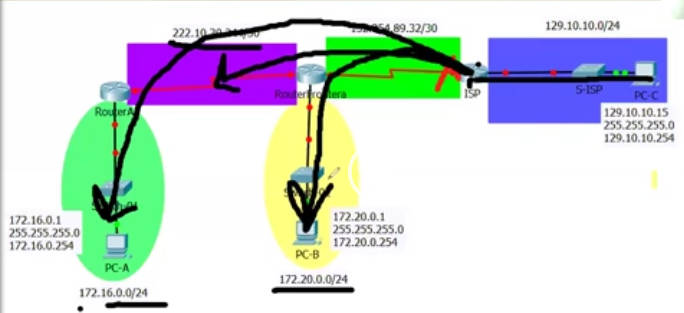 129.10.10.0/24
S-ISP
ISP
PC-C
RouterA
129.10.10.15
255.255.255.0
129.10.10.254
172.16.0.1
255.255.255.0
172.16.0.254
172.20.0.1
255.255.255.0
172.20.0.254
PC-A
PC-B
172.16.0.0/24
172.20.0.0/24